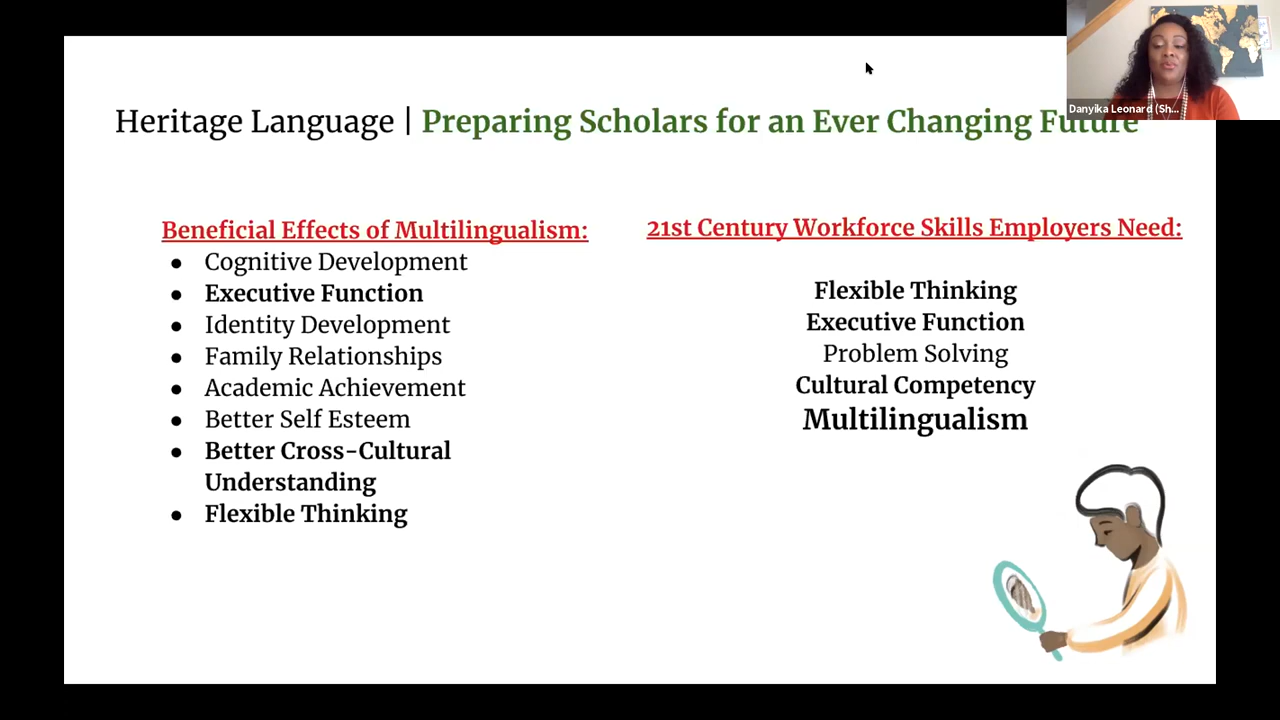 Danyika Leonard (Sh...
Heritage Language | Preparing Scholars for an Ever Changing Future
Beneficial Effects of Multilingualism:
● Cognitive Development
● Executive Function
● Identity Development
● Family Relationships
● Academic Achievement
● Better Self Esteem
● Better Cross-Cultural
Understanding
● Flexible Thinking
21st Century Workforce Skills Employers Need:
Flexible Thinking
Executive Function
Problem Solving
Cultural Competency
Multilingualism